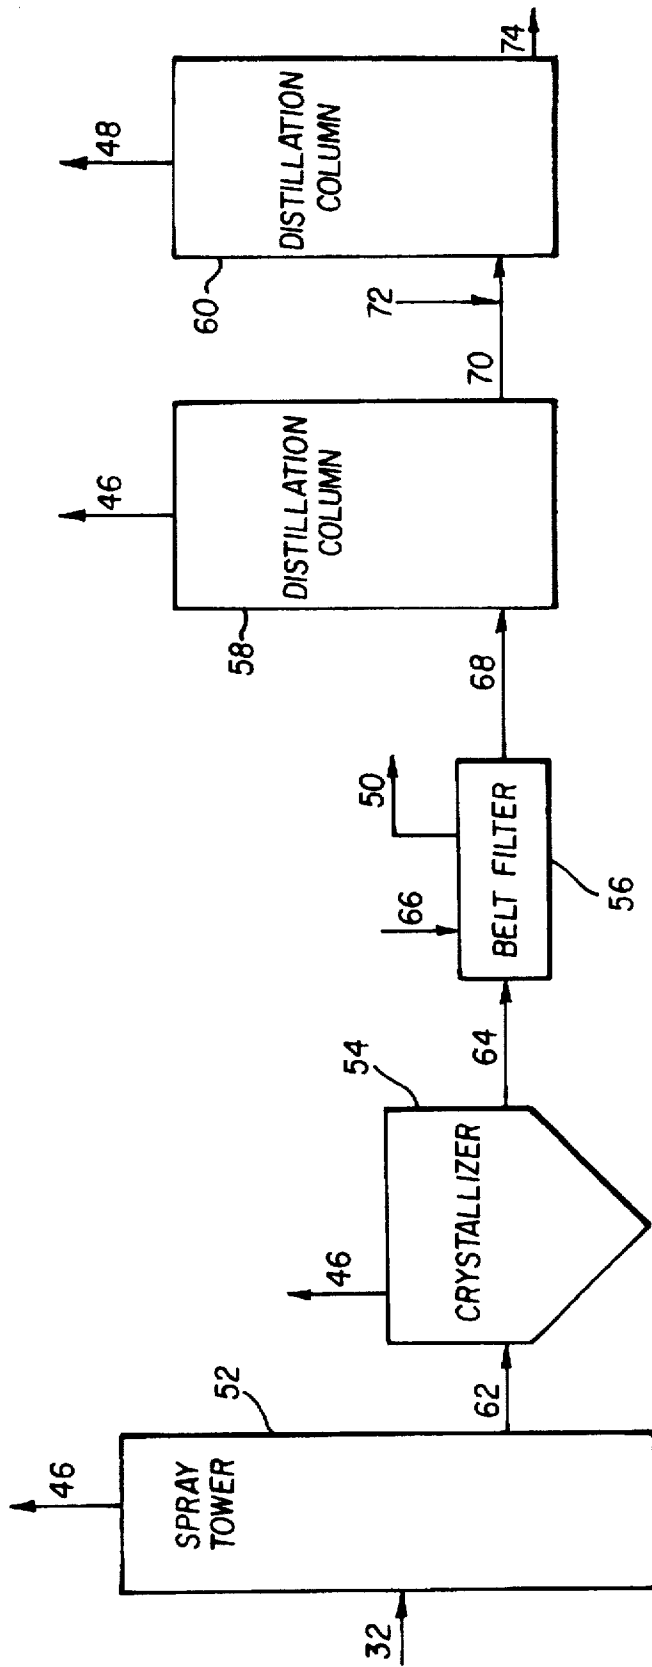 32
46
SPRAY
TOWER
52
62
46
CRYSTALLIZER
54
64
66
50
BELT FILTER
56
68
46
DISTILLATION
COLUMN
58
70
72
48
DISTILLATION
COLUMN
60
74